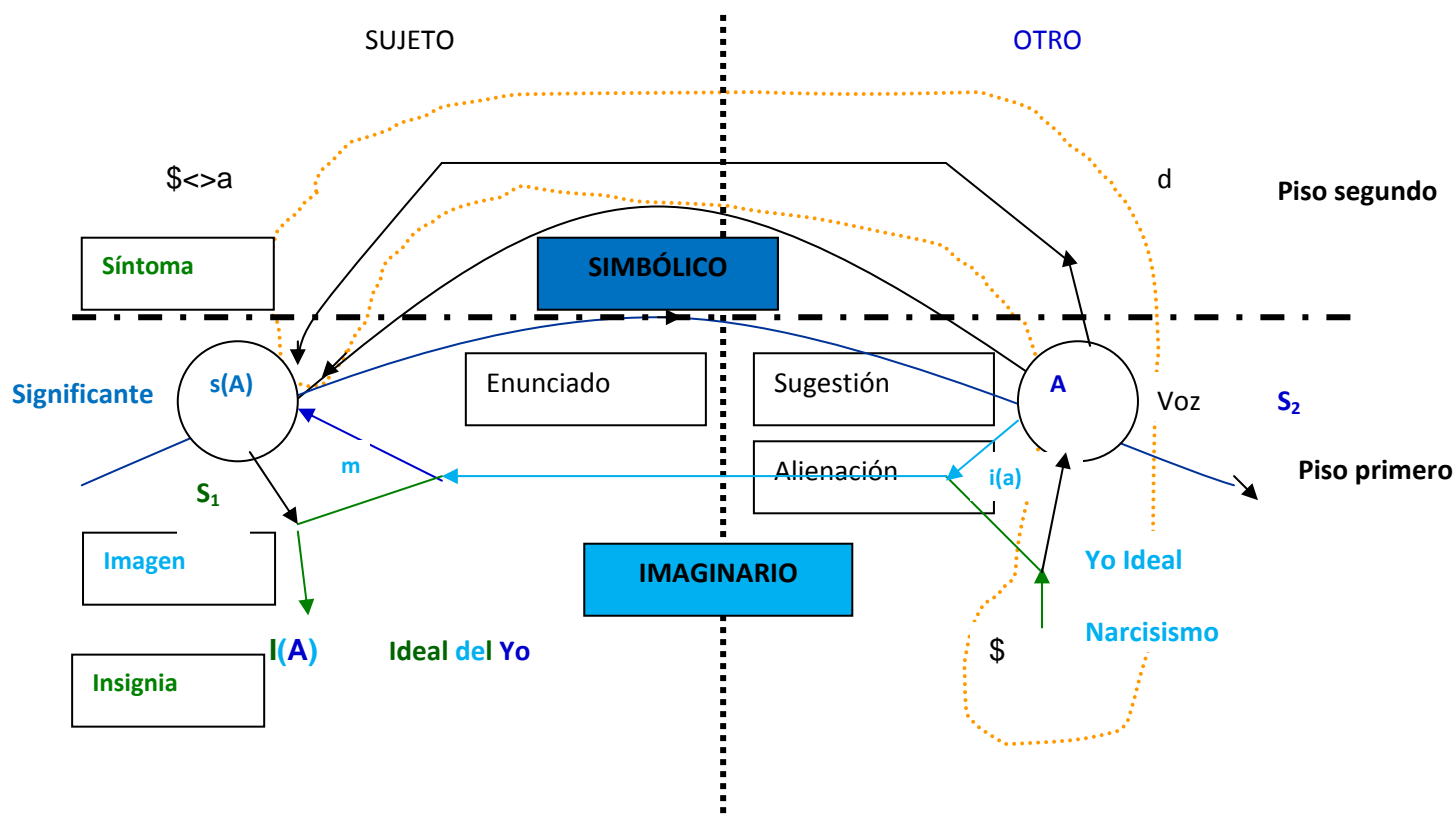 SUJETO
OTRO
$<>a
d
Piso segundo
Síntoma
SIMBÓLICO
Significante
s(A)
Enunciado
Sugestión
A
Voz
S₂
m
Alienación
i(a)
Piso primero
S₁
Imagen
IMAGINARIO
Yo Ideal
Narcisismo
I(A)
Ideal del Yo
$
Insignia